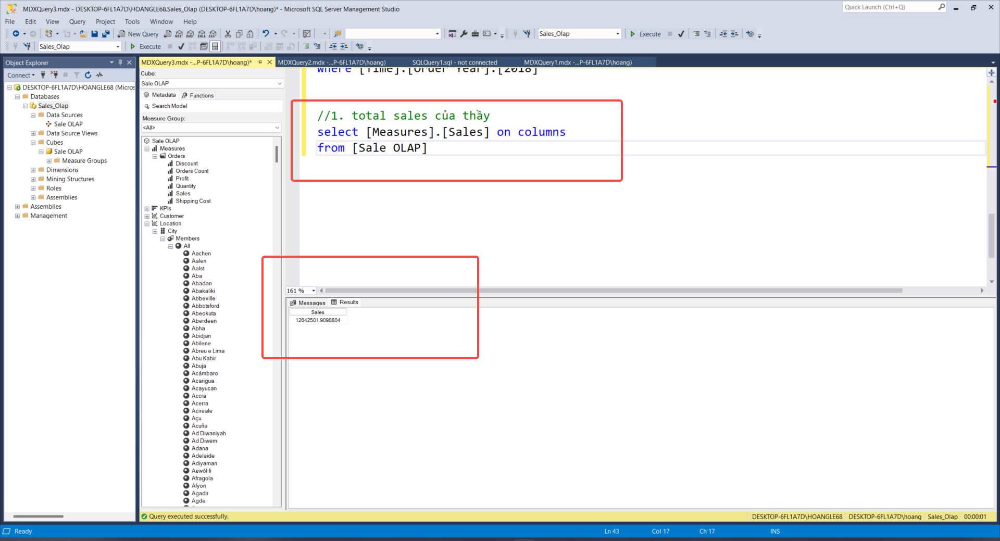 MDXQuery3.mdx - DESKTOP-6FL1A7D\HOANGLE68.Sales_Olap (DESKTOP-6FL1A7D\hoang)* - Microsoft SQL Server Management Studio
Quick Launch (Ctrl+Q)
File Edit View Query Project Tools Window Help
New Query
MDX DMX XMLA DAX
Sales_Olap
Execute
Sales_Olap
Execute
Object Explorer
Connect
DESKTOP-6FL1A7D\HOANGLE68 (Micros
Databases
Sales_Olap
Data Sources
Sale OLAP
Data Source Views
Cubes
Sale OLAP
Measure Groups
Dimensions
Mining Structures
Roles
Assemblies
Assemblies
Management
MDXQuery3.mdx -...P-6FL1A7D\hoang)*
MDXQuery2.mdx -...P-6FL1A7D\hoang)
SQLQuery1.sql - not connected
MDXQuery1.mdx -...P-6FL1A7D\hoang)
Cube:
Sale OLAP
Metadata
Functions
Search Model
Measure Group:
<All>
Sale OLAP
Measures
Orders
Discount
Orders Count
Profit
Quantity
Sales
Shipping Cost
KPIs
Customer
Location
City
Members
All
Aachen
Aalen
Aalst
Aba
Abadan
Abakaliki
Abbeville
Abbotsford
Abeokuta
Aberdeen
Abha
Abidjan
Abilene
Abreu e Lima
Abu Kabir
Abuja
Acámbaro
Acarigua
Acayucan
Accra
Acerra
Acireale
Açu
Acuña
Ad Diwaniyah
Ad Diwem
Adana
Adelaide
Adiyaman
Aewŏl-li
Afragola
Afyon
Agadir
Agde
where [Time].[Order Year].[2018]
//1. total sales của thầy
select [Measures].[Sales] on columns
from [Sale OLAP]
161 %
Messages
Results
Sales
12642501.9098804
Query executed successfully.
DESKTOP-6FL1A7D\HOANGLE68
DESKTOP-6FL1A7D\hoang
Sales_Olap
00:00:01
Ready
Ln 43
Col 17
Ch 17
INS